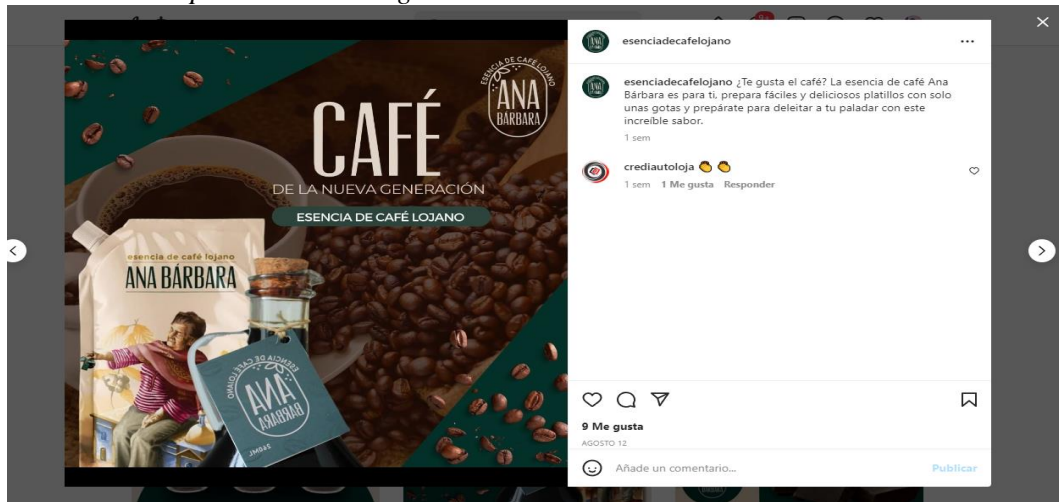 ESENCIA DE CAFÉ LOJANO
ANA
BÁRBARA
CAFÉ
DE LA NUEVA GENERACIÓN
ESENCIA DE CAFÉ LOJANO
esencia de café lojano
ANA BÁRBARA
ESENCIA DE CAFÉ LOJANO
ANA
BÁRBARA
260ML
esenciadecafelojano
esenciadecafelojano ¿Te gusta el café? La esencia de café Ana
Bárbara es para ti, prepara fáciles y deliciosos platillos con solo
unas gotas y prepárate para deleitar a tu paladar con este
increíble sabor.
1 sem
crediautoloja
1 sem 1 Me gusta Responder
9 Me gusta
AGOSTO 12
Añade un comentario...
Publicar